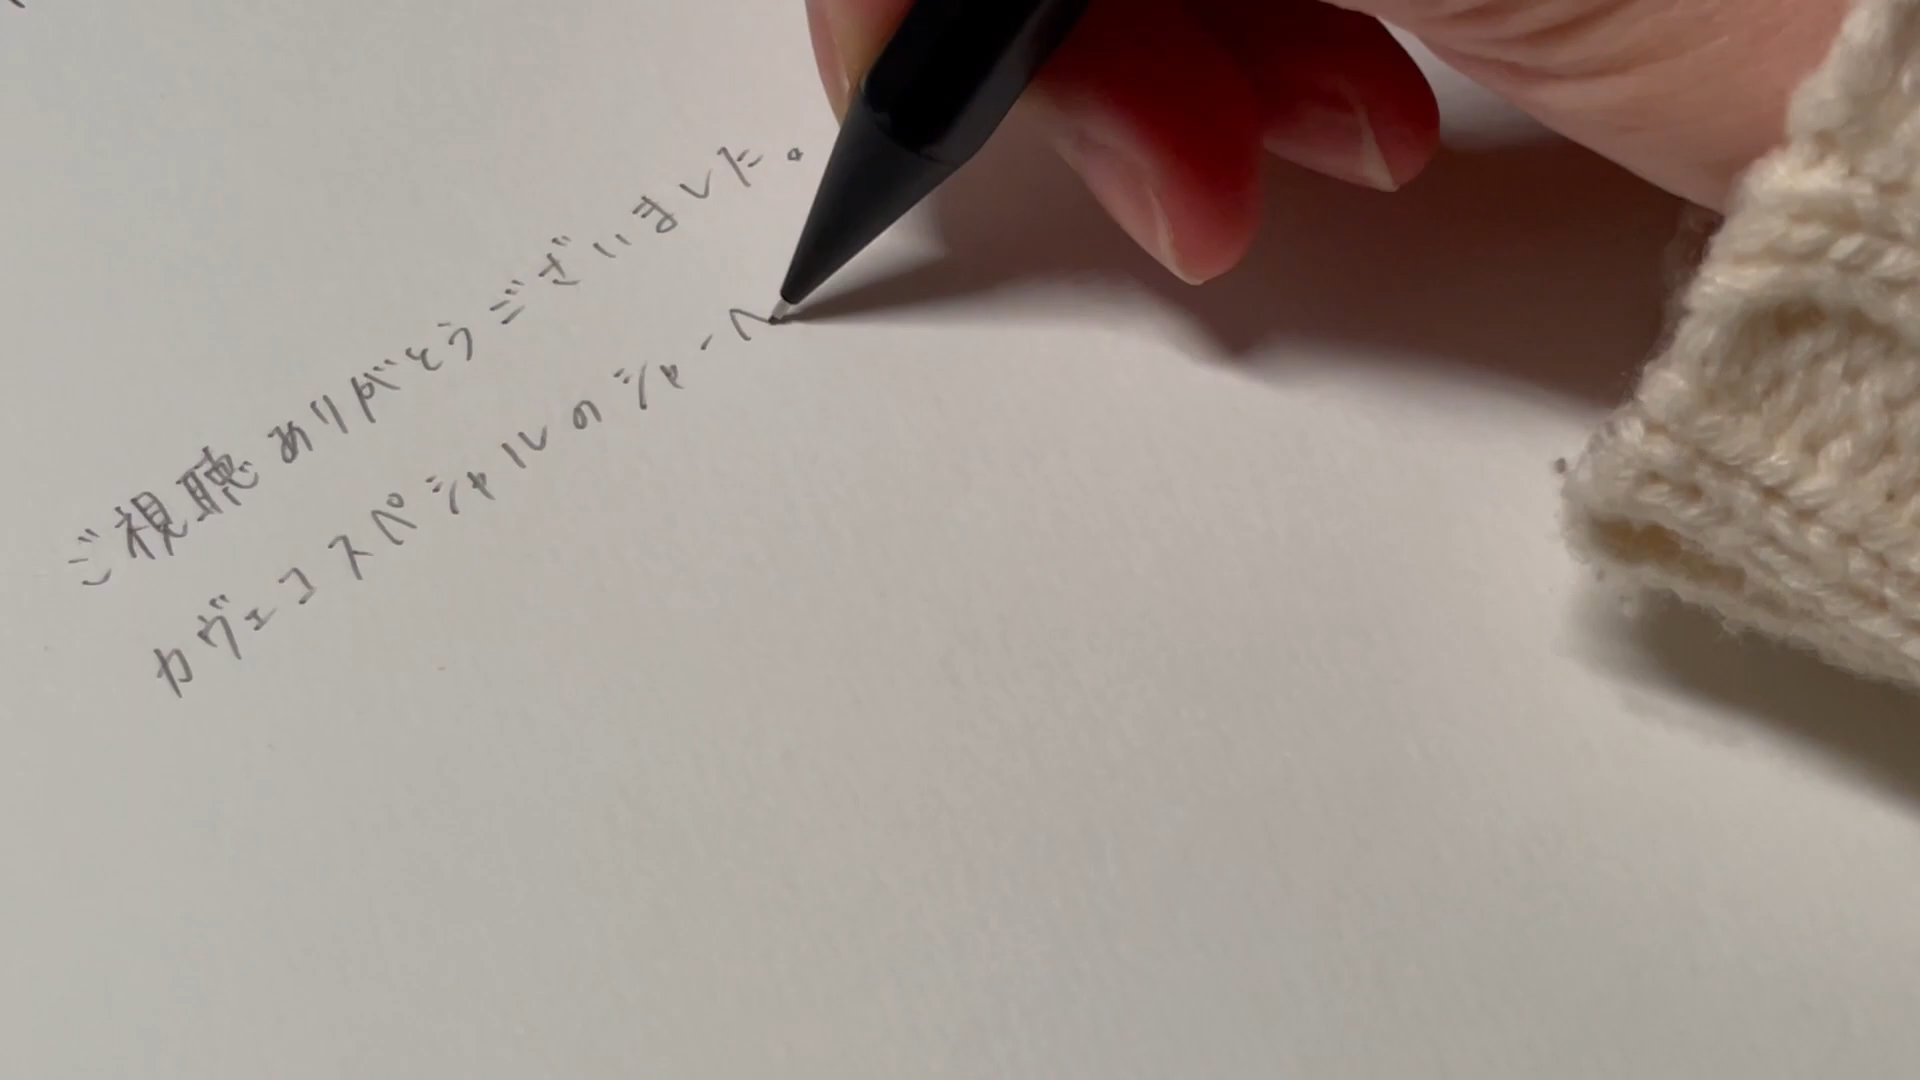 ご視聴ありがとうございました。
カヴェコスペシャルのシャーペ